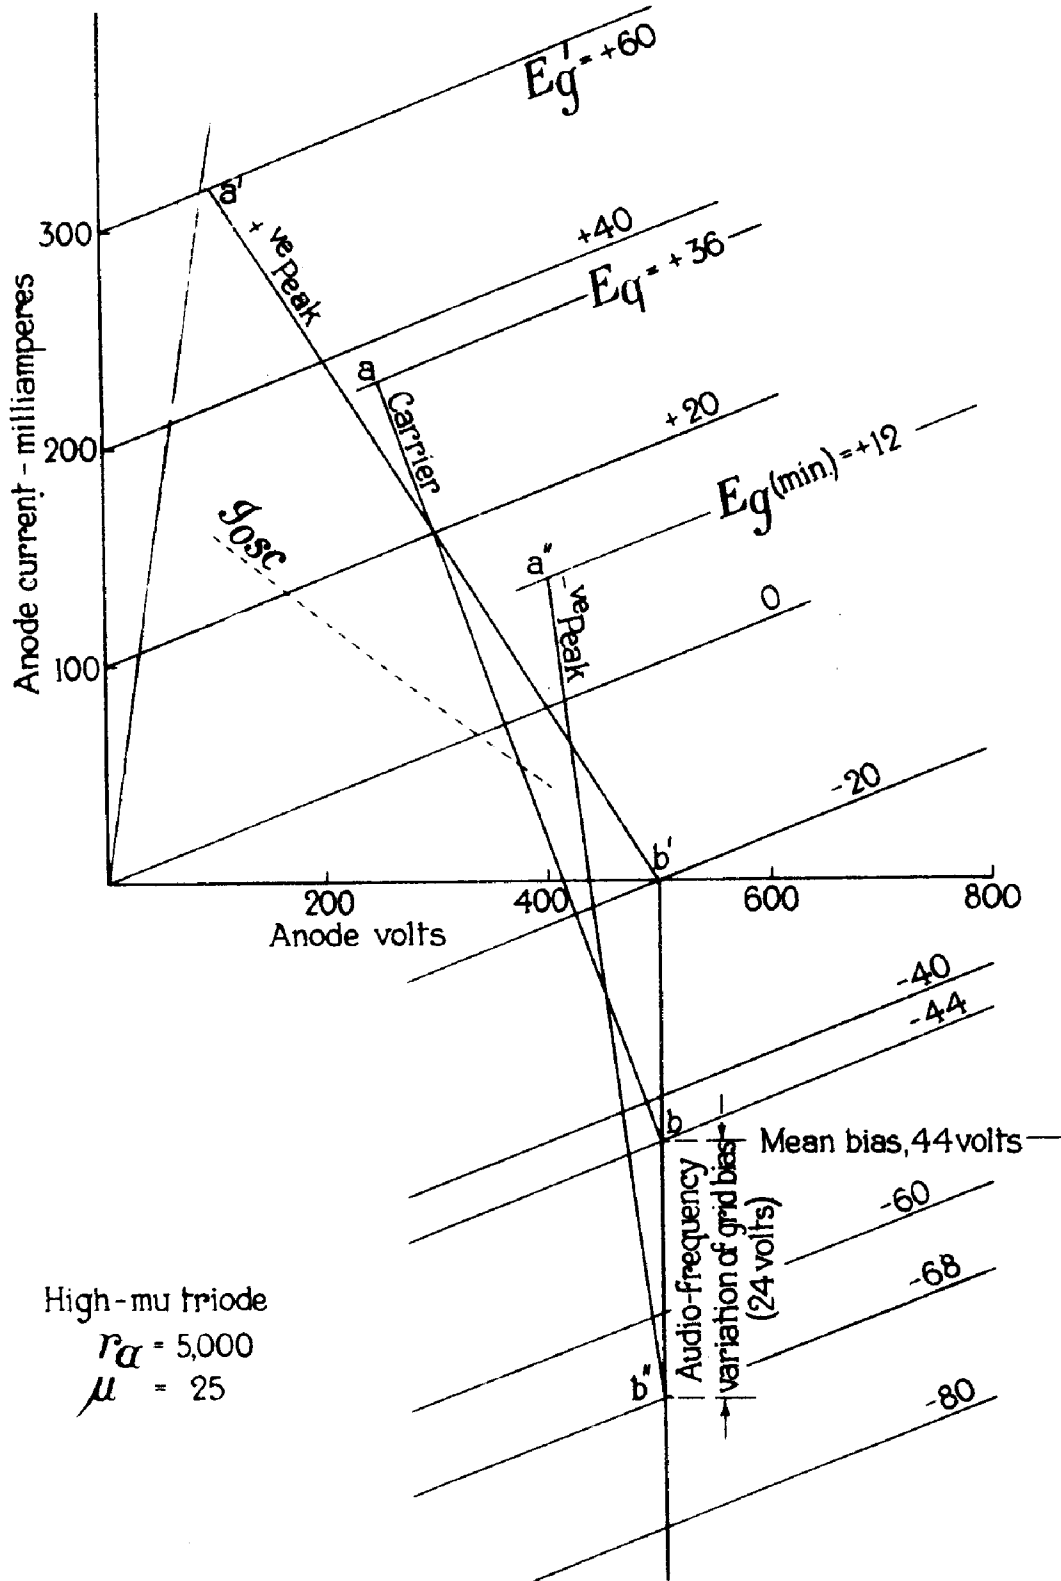 E'g = +60
a'
+ve Peak
+40
Eg = +36
300
a
Carrier
+20
200
Eg(min.) = +12
Iosc
a"
-ve Peak
0
100
Anode current - milliamperes
-20
b'
200
400
600
800
Anode volts
-40
-44
b
Mean bias, 44 volts
Audio-frequency
variation of grid bias
(24 volts)
-60
-68
High-mu triode
ra = 5,000
μ = 25
b"
-80